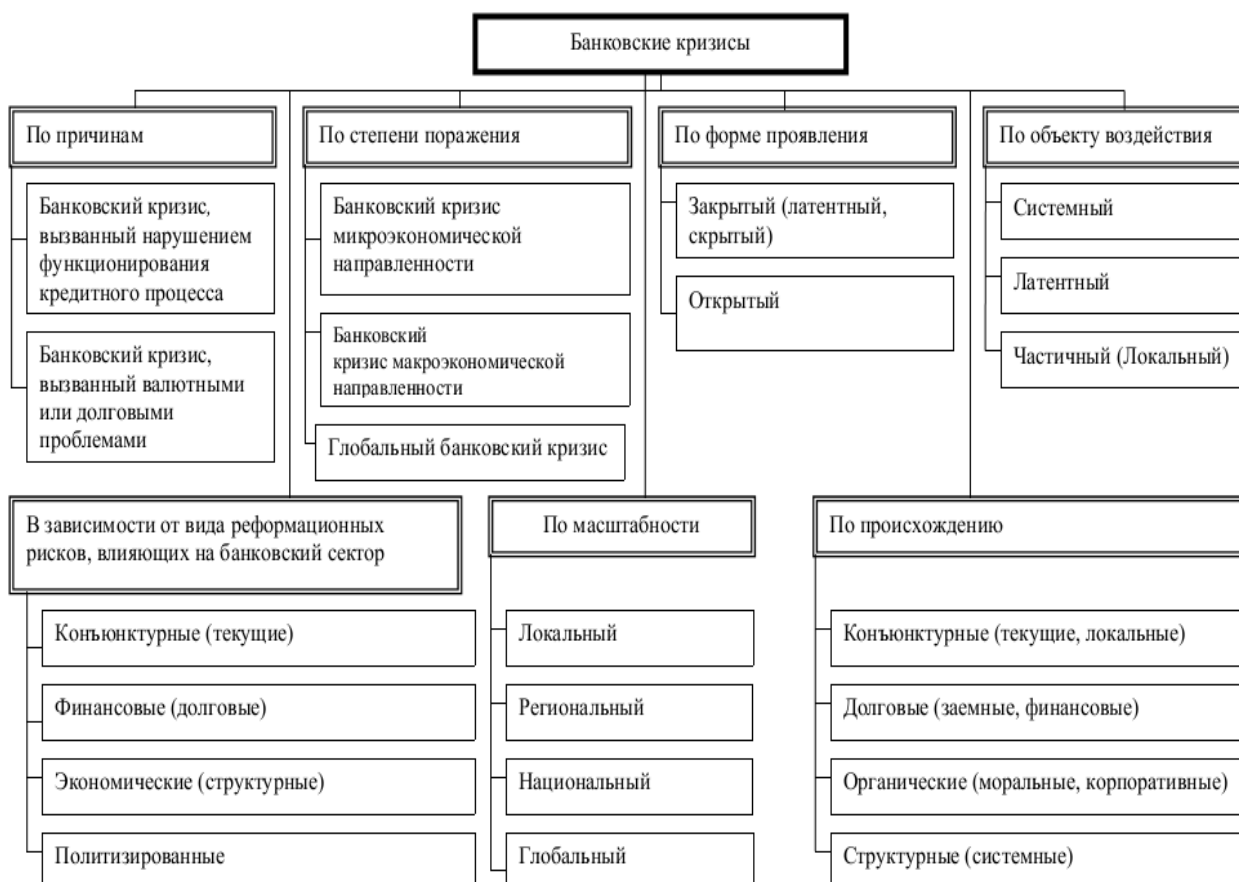 Банковские кризисы
По причинам
Банковский кризис,
вызванный нарушением
функционирования
кредитного процесса
Банковский кризис,
вызванный валютными
или долговыми
проблемами
По степени поражения
Банковский кризис
микроэкономической
направленности
Банковский
кризис макроэкономической
направленности
Глобальный банковский кризис
По форме проявления
Закрытый (латентный,
скрытый)
Открытый
По объекту воздействия
Системный
Латентный
Частичный (Локальный)
В зависимости от вида реформационных
рисков, влияющих на банковский сектор
Конъюнктурные (текущие)
Финансовые (долговые)
Экономические (структурные)
Политизированные
По масштабности
Локальный
Региональный
Национальный
Глобальный
По происхождению
Конъюнктурные (текущие, локальные)
Долговые (заемные, финансовые)
Органические (моральные, корпоративные)
Структурные (системные)